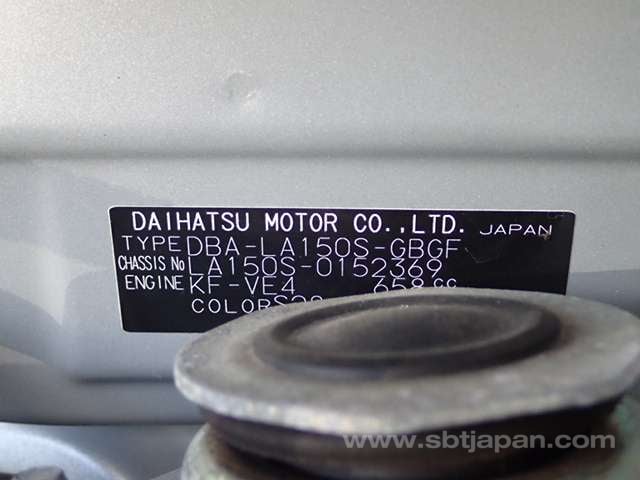 DAIHATSU MOTOR CO.,LTD. JAPAN
TYPE DBA-LA150S-GBGF
CHASSIS No LA150S-0152369
ENGINE KF-VE4 658 cc
COLOR
www.sbtjapan.com